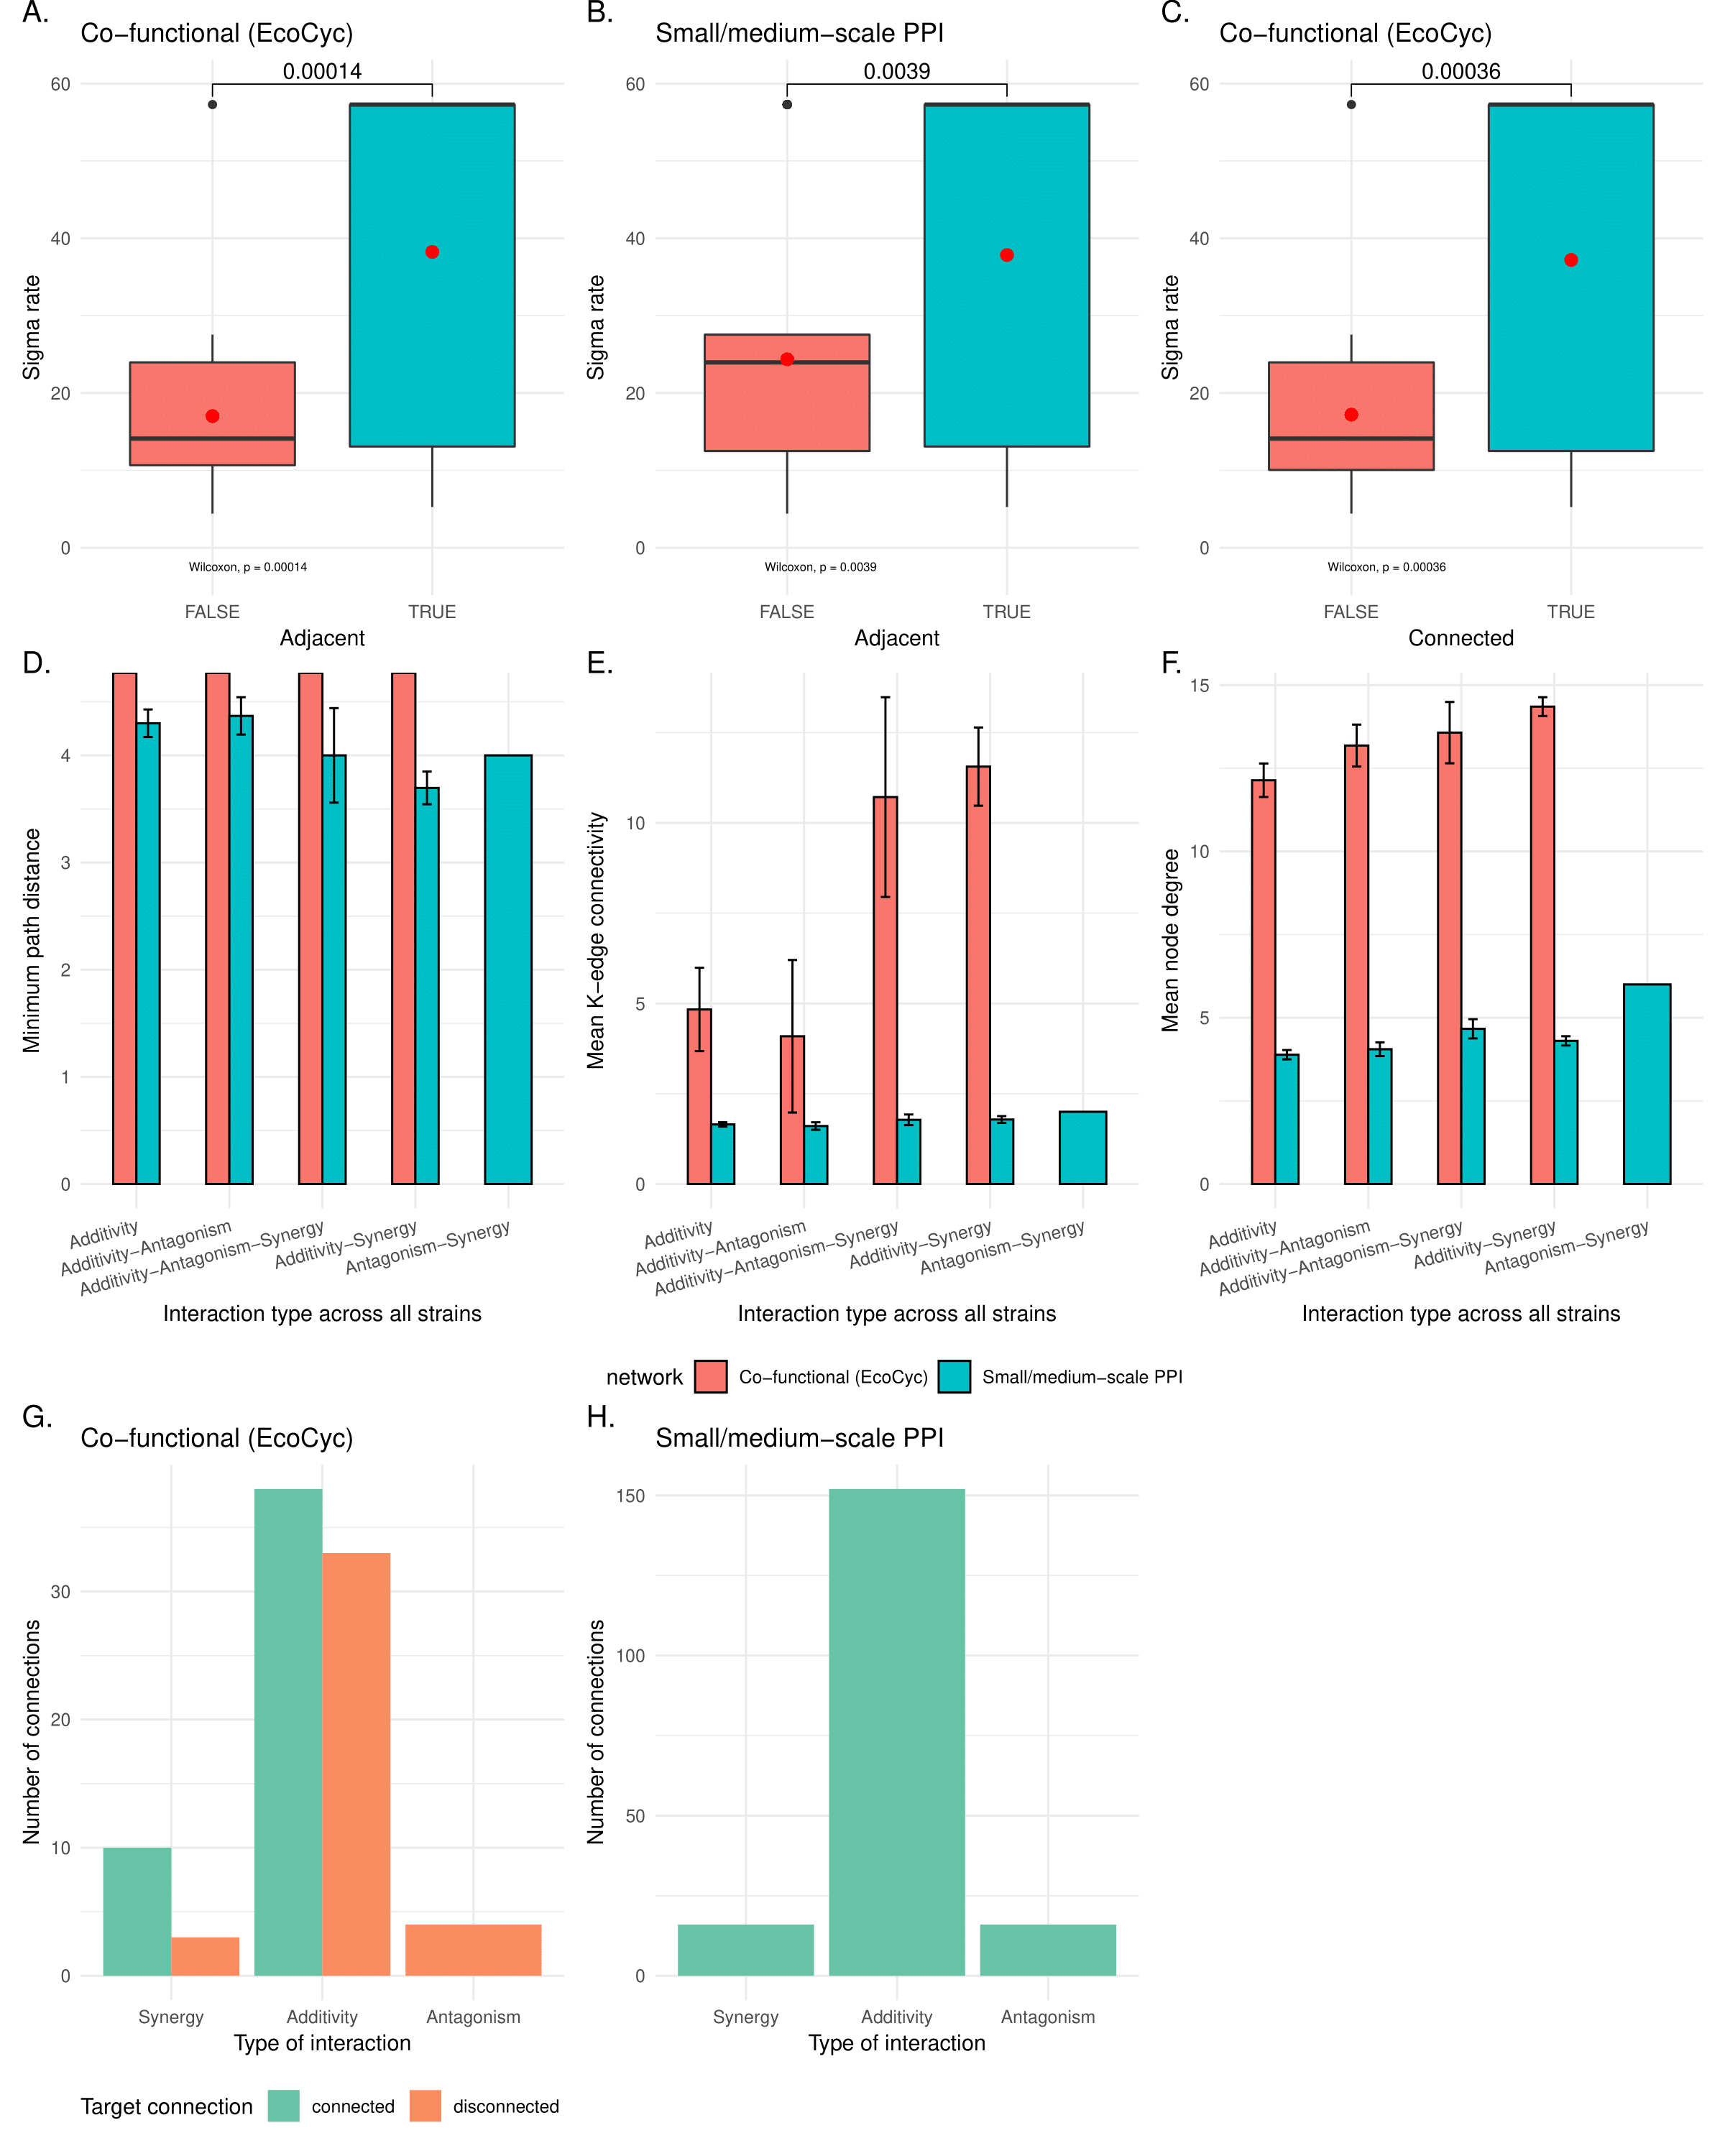 A.
Co−functional (EcoCyc)
0.00014
60
40
20
0
Sigma rate
Wilcoxon, p = 0.00014
FALSE
TRUE
Adjacent
B.
Small/medium−scale PPI
0.0039
60
40
20
0
Sigma rate
Wilcoxon, p = 0.0039
FALSE
TRUE
Adjacent
C.
Co−functional (EcoCyc)
0.00036
60
40
20
0
Sigma rate
Wilcoxon, p = 0.00036
FALSE
TRUE
Connected
D.
4
3
2
1
0
Minimum path distance
Additivity
Additivity−Antagonism
Additivity−Antagonism−Synergy
Additivity−Synergy
Antagonism−Synergy
Interaction type across all strains
E.
10
5
0
Mean K−edge connectivity
Additivity
Additivity−Antagonism
Additivity−Antagonism−Synergy
Additivity−Synergy
Antagonism−Synergy
Interaction type across all strains
F.
15
10
5
0
Mean node degree
Additivity
Additivity−Antagonism
Additivity−Antagonism−Synergy
Additivity−Synergy
Antagonism−Synergy
Interaction type across all strains
network
Co−functional (EcoCyc)
Small/medium−scale PPI
G.
Co−functional (EcoCyc)
30
20
10
0
Number of connections
Synergy
Additivity
Antagonism
Type of interaction
H.
Small/medium−scale PPI
150
100
50
0
Number of connections
Synergy
Additivity
Antagonism
Type of interaction
Target connection
connected
disconnected